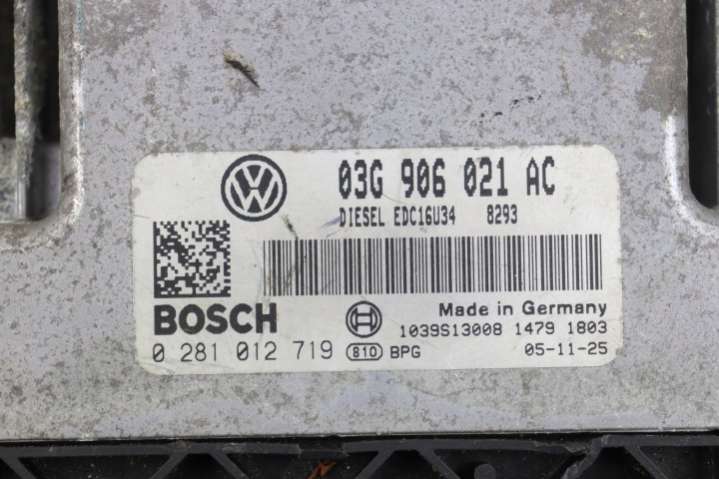 03G 906 021 AC
DIESEL EDC16U34 8293
BOSCH
Made in Germany
1039S13008 1479 1803
0 281 012 719 810 BPG 05-11-25